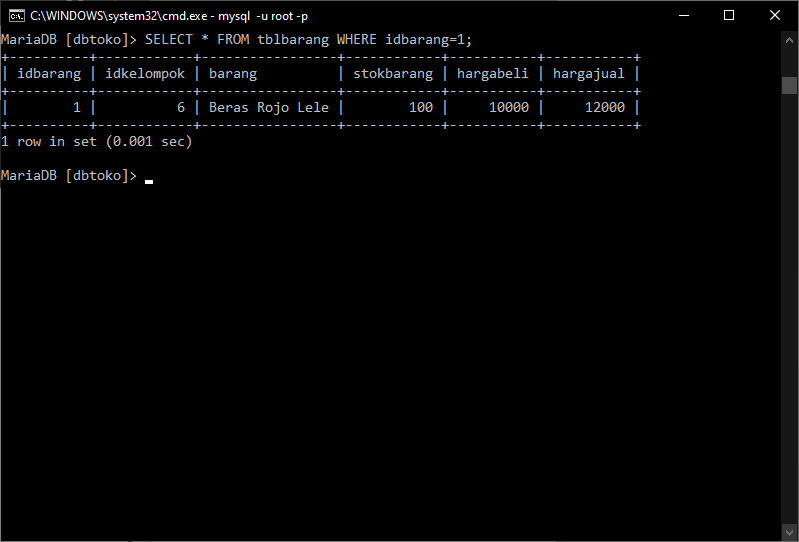 C:\WINDOWS\system32\cmd.exe - mysql  -u root -p
MariaDB [dbtoko]> SELECT * FROM tblbarang WHERE idbarang=1;
+----------+------------+-----------------+------------+-----------+-----------+
| idbarang | idkelompok | barang          | stokbarang | hargabeli | hargajual |
+----------+------------+-----------------+------------+-----------+-----------+
|        1 |          6 | Beras Rojo Lele |        100 |     10000 |     12000 |
+----------+------------+-----------------+------------+-----------+-----------+
1 row in set (0.001 sec)
MariaDB [dbtoko]>